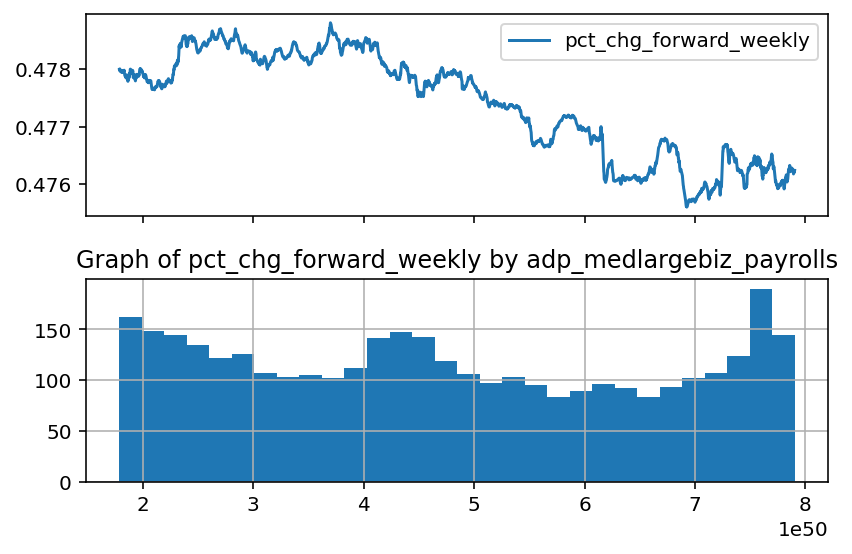 pct_chg_forward_weekly
0.478
0.477
0.476
Graph of pct_chg_forward_weekly by adp_medlargebiz_payrolls
150
100
50
0
2 3 4 5 6 7 8
1e50